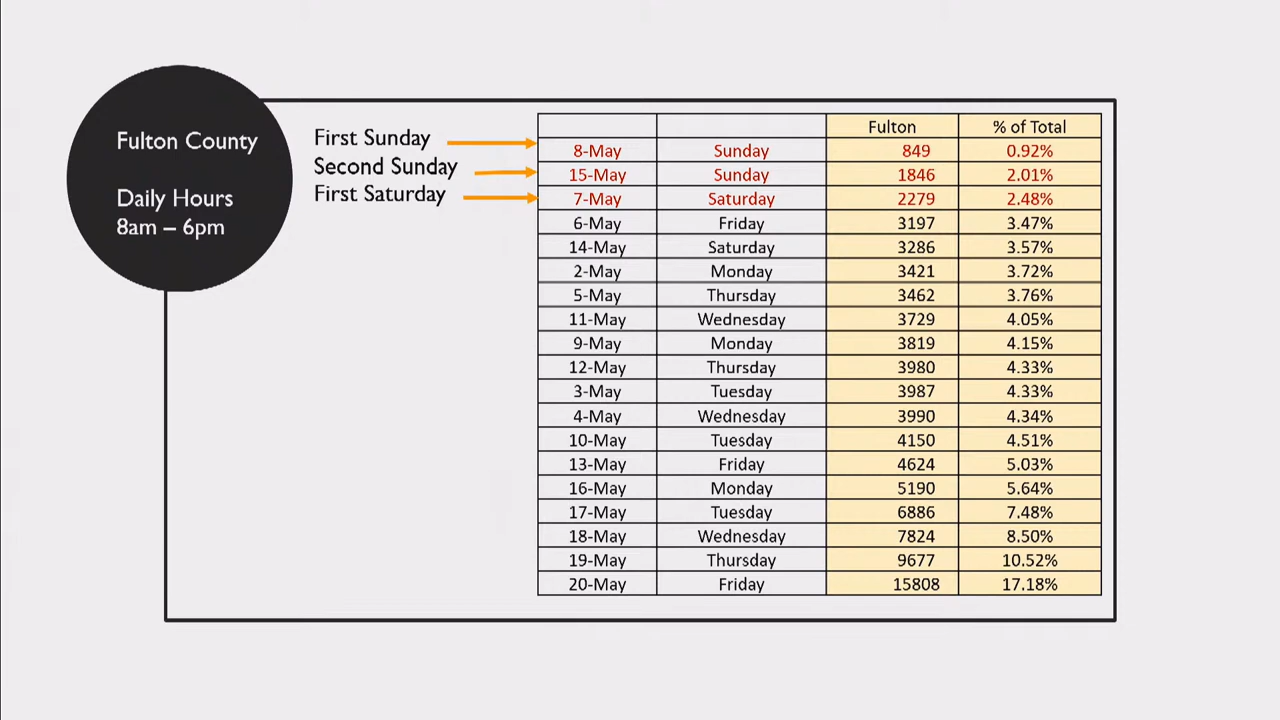 Fulton County
Daily Hours
8am – 6pm
First Sunday
Second Sunday
First Saturday
Fulton % of Total
8-May Sunday 849 0.92%
15-May Sunday 1846 2.01%
7-May Saturday 2279 2.48%
6-May Friday 3197 3.47%
14-May Saturday 3286 3.57%
2-May Monday 3421 3.72%
5-May Thursday 3462 3.76%
11-May Wednesday 3729 4.05%
9-May Monday 3819 4.15%
12-May Thursday 3980 4.33%
3-May Tuesday 3987 4.33%
4-May Wednesday 3990 4.34%
10-May Tuesday 4150 4.51%
13-May Friday 4624 5.03%
16-May Monday 5190 5.64%
17-May Tuesday 6886 7.48%
18-May Wednesday 7824 8.50%
19-May Thursday 9677 10.52%
20-May Friday 15808 17.18%